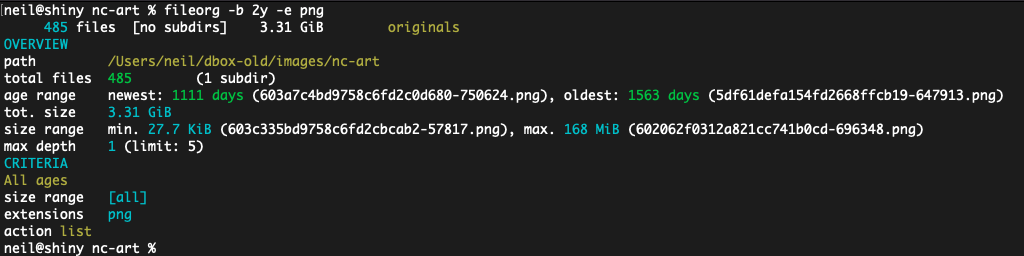 [neil@shiny nc-art % fileorg -b 2y -e png
485 files [no subdirs] 3.31 GiB originals
OVERVIEW
path /Users/neil/dbox-old/images/nc-art
total files 485 (1 subdir)
age range newest: 1111 days (603a7c4bd9758c6fd2c0d680-750624.png), oldest: 1563 days (5df61defa154fd2668ffcb19-647913.png)
tot. size 3.31 GiB
size range min. 27.7 KiB (603c335bd9758c6fd2cbcab2-57817.png), max. 168 MiB (602062f0312a821cc741b0cd-696348.png)
max depth 1 (limit: 5)
CRITERIA
All ages
size range [all]
extensions png
action list
neil@shiny nc-art %